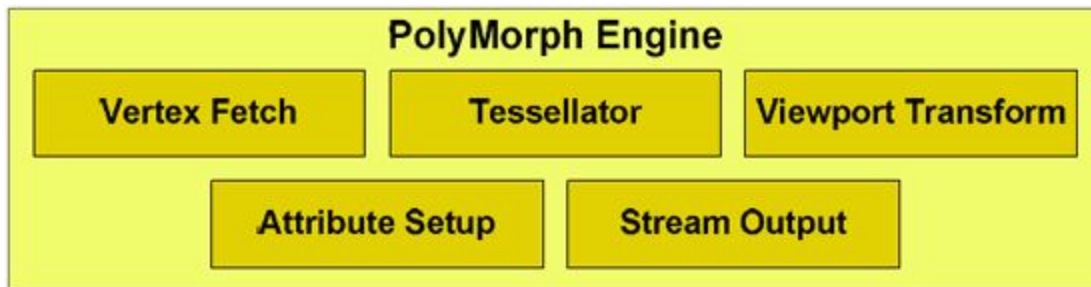 PolyMorph Engine
Vertex Fetch
Tessellator
Viewport Transform
Attribute Setup
Stream Output